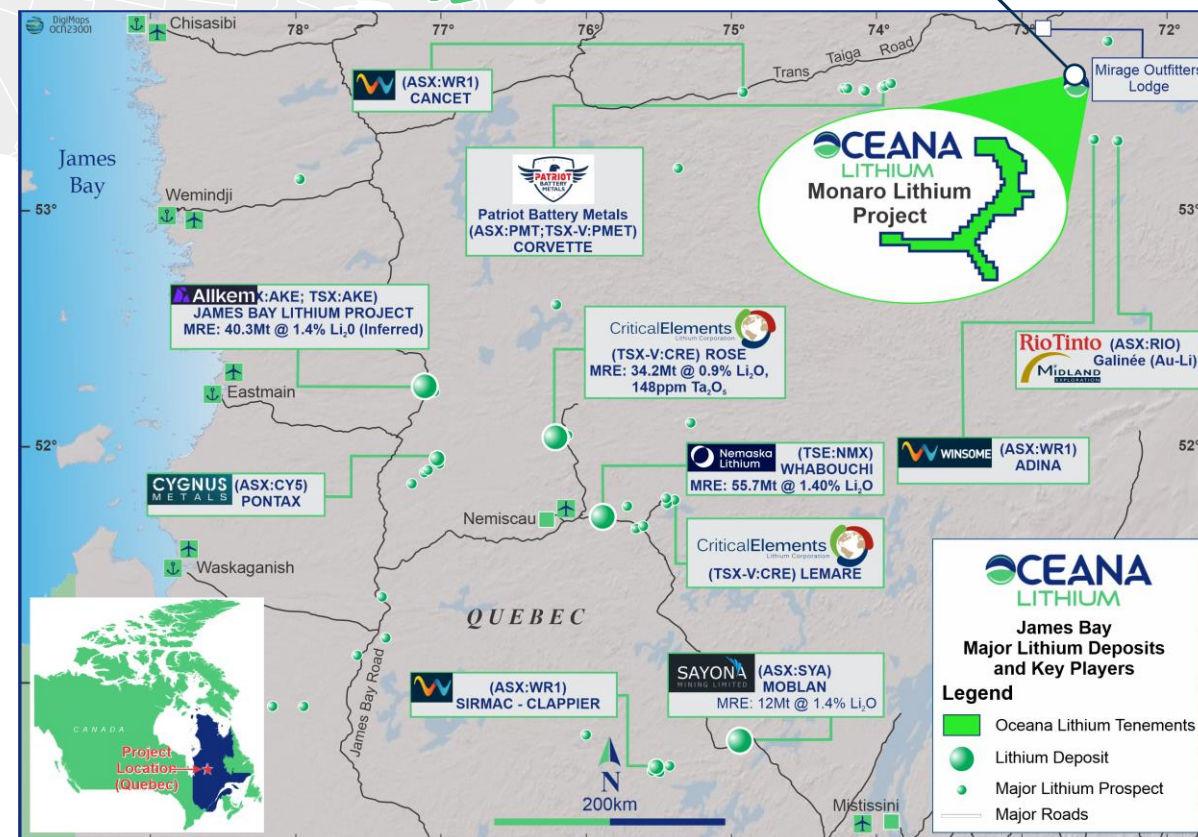 DigiMaps
OCN23001
Chisasibi
78°
76°
75°
74°
73°
72°
Trans Taiga Road
Mirage Outfitters
Lodge
(ASX:WR1)
CANCET
James
Bay
Wemindji
53°
53°
PATRIOT
BATTERY
METALS
Patriot Battery Metals
(ASX:PMT;TSX-V:PMET)
CORVETTE
OCEANA
LITHIUM
Monaro Lithium
Project
Allkem X:AKE; TSX:AKE)
JAMES BAY LITHIUM PROJECT
MRE: 40.3Mt @ 1.4% Li₂0 (Inferred)
CriticalElements
Lithium Corporation
(TSX-V:CRE) ROSE
MRE: 34.2Mt @ 0.9% Li₂O,
148ppm Ta₂O₅
RioTinto (ASX:RIO)
Galinée (Au-Li)
MIDLAND
EXPLORATION
Eastmain
52°
52°
CYGNUS
METALS
(ASX:CY5)
PONTAX
Nemaska
Lithium
(TSE:NMX)
WHABOUCHI
MRE: 55.7Mt @ 1.40% Li₂O
WINSOME
(ASX:WR1)
ADINA
Nemiscau
CriticalElements
Lithium Corporation
(TSX-V:CRE) LEMARE
Waskaganish
QUEBEC
James Bay Road
CANADA
Project
Location
(Quebec)
(ASX:WR1)
SIRMAC - CLAPPIER
SAYONA
MINING LIMITED
(ASX:SYA)
MOBLAN
MRE: 12Mt @ 1.4% Li₂O
N
200km
Mistissini
OCEANA
LITHIUM
James Bay
Major Lithium Deposits
and Key Players
Legend
Oceana Lithium Tenements
Lithium Deposit
Major Lithium Prospect
Major Roads